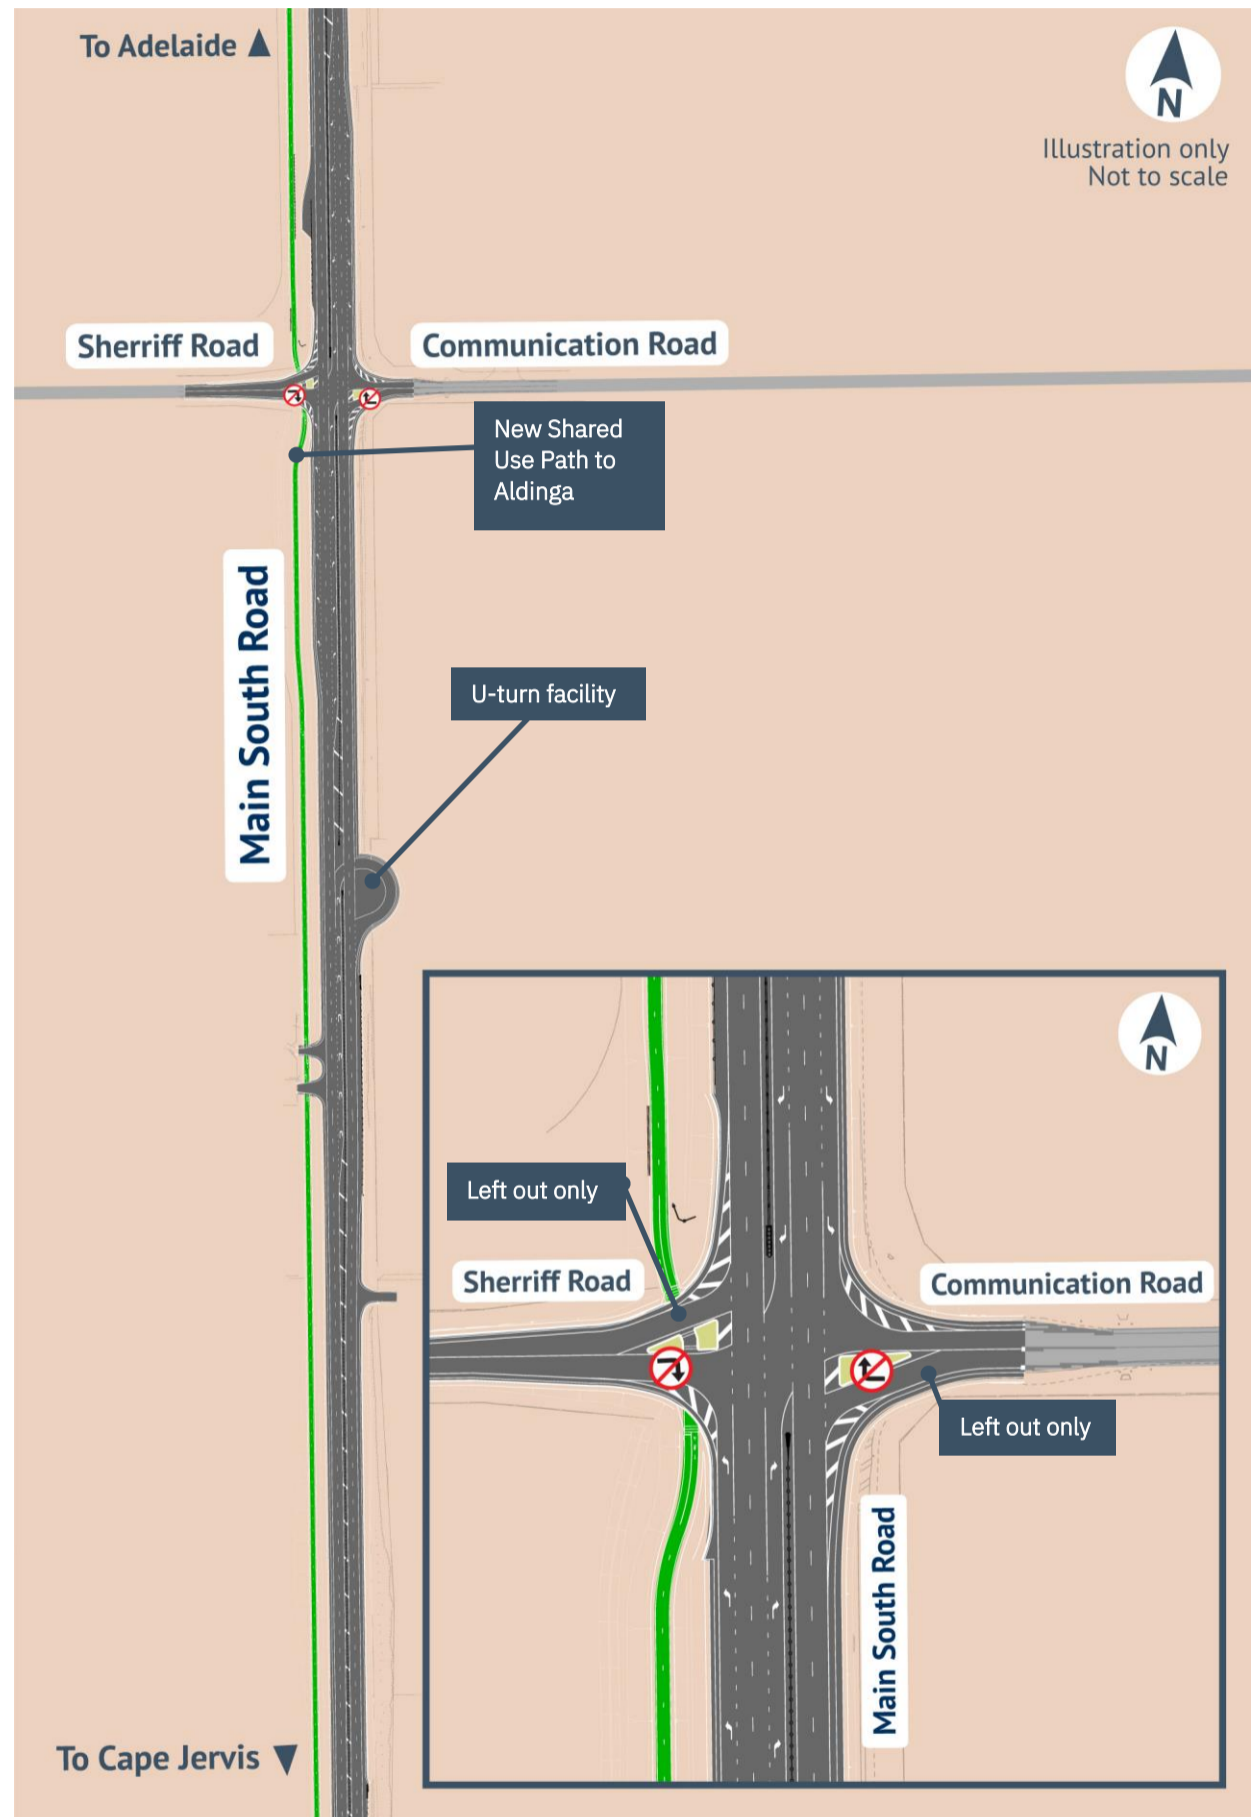 To Adelaide
N
Illustration only
Not to scale
Sherriff Road
Communication Road
New Shared
Use Path to
Aldinga
Main South Road
U-turn facility
N
Left out only
Sherriff Road
Communication Road
Left out only
Main South Road
To Cape Jervis